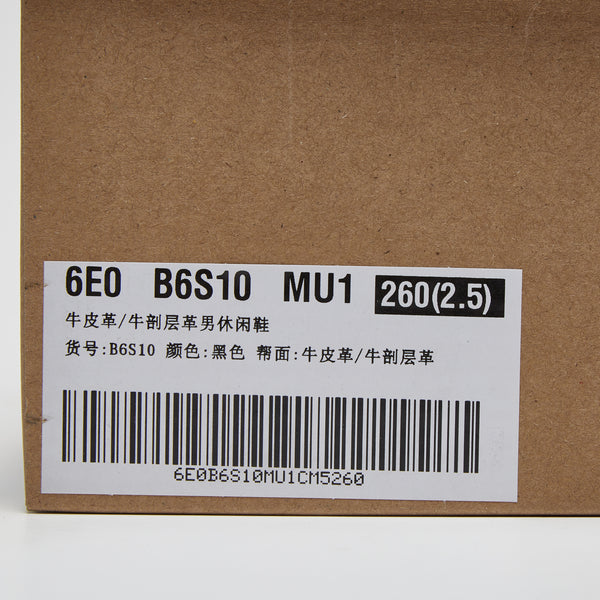 6E0 B6S10 MU1 260(2.5)
牛皮革/牛剖层革男休闲鞋
货号:B6S10 颜色:黑色 帮面:牛皮革/牛剖层革
6E0B6S10MU1CM5260